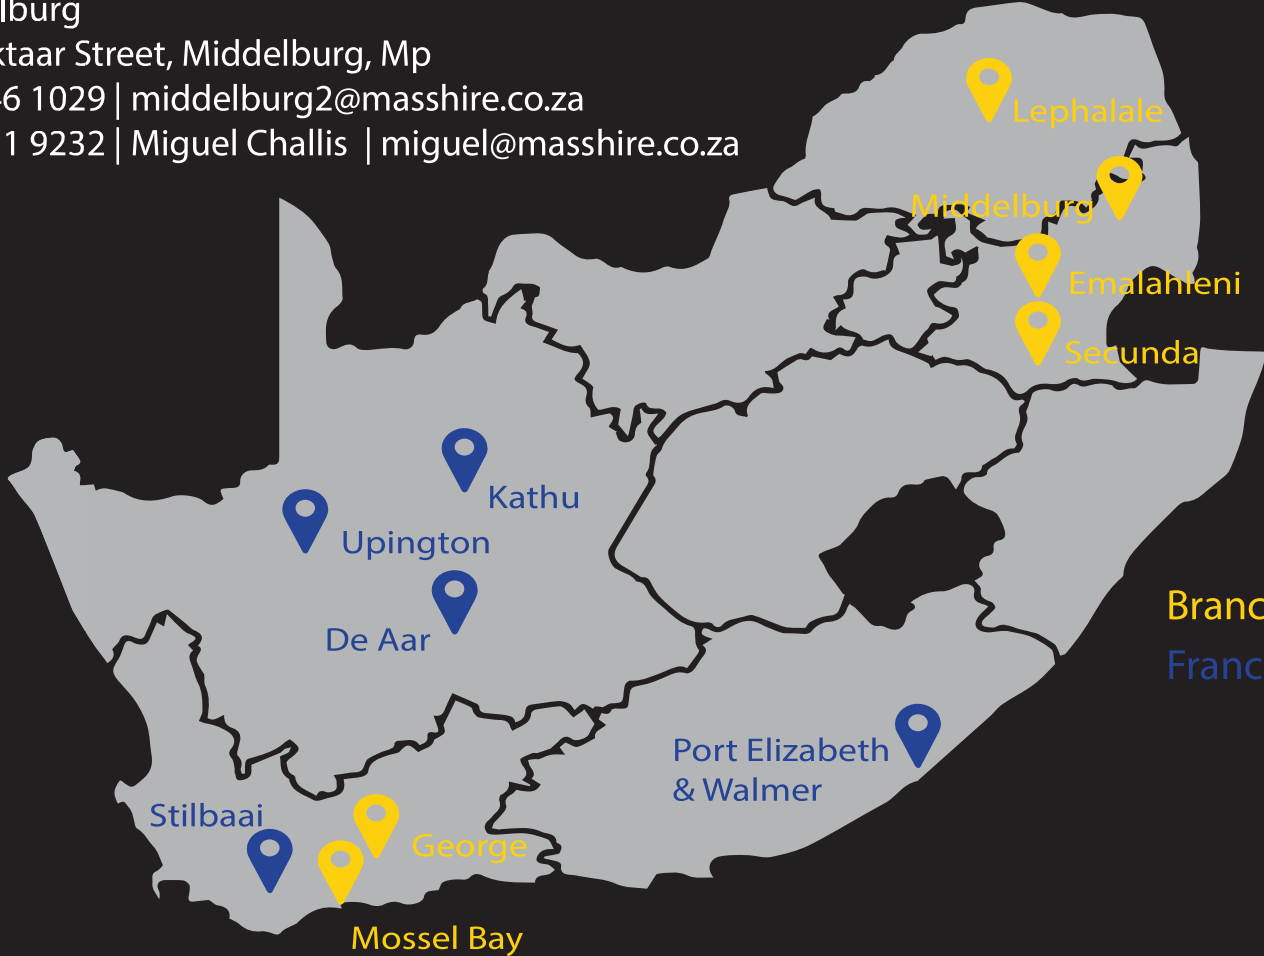 lburg
ktaar Street, Middelburg, Mp
6 1029 | middelburg2@masshire.co.za
1 9232 | Miguel Challis | miguel@masshire.co.za
Lephalale
Middelburg
Emalahleni
Secunda
Kathu
Upington
De Aar
Branc
Franc
Port Elizabeth
& Walmer
Stilbaai
George
Mossel Bay